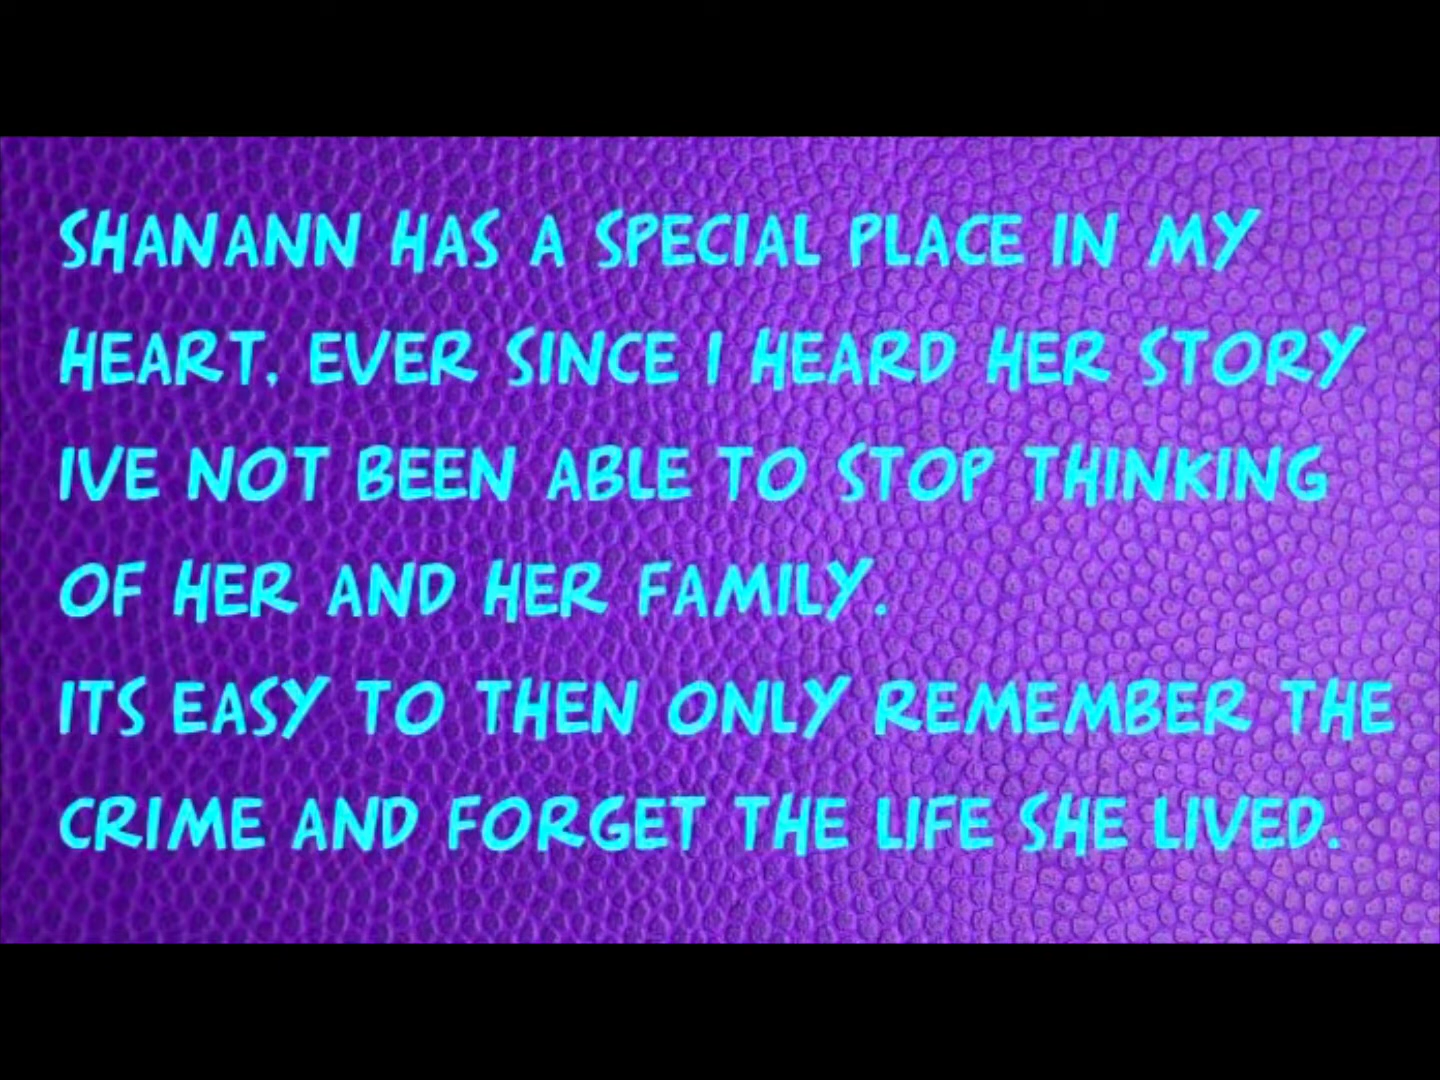 SHANANN HAS A SPECIAL PLACE IN MY
HEART, EVER SINCE I HEARD HER STORY
IVE NOT BEEN ABLE TO STOP THINKING
OF HER AND HER FAMILY.
ITS EASY TO THEN ONLY REMEMBER THE
CRIME AND FORGET THE LIFE SHE LIVED.